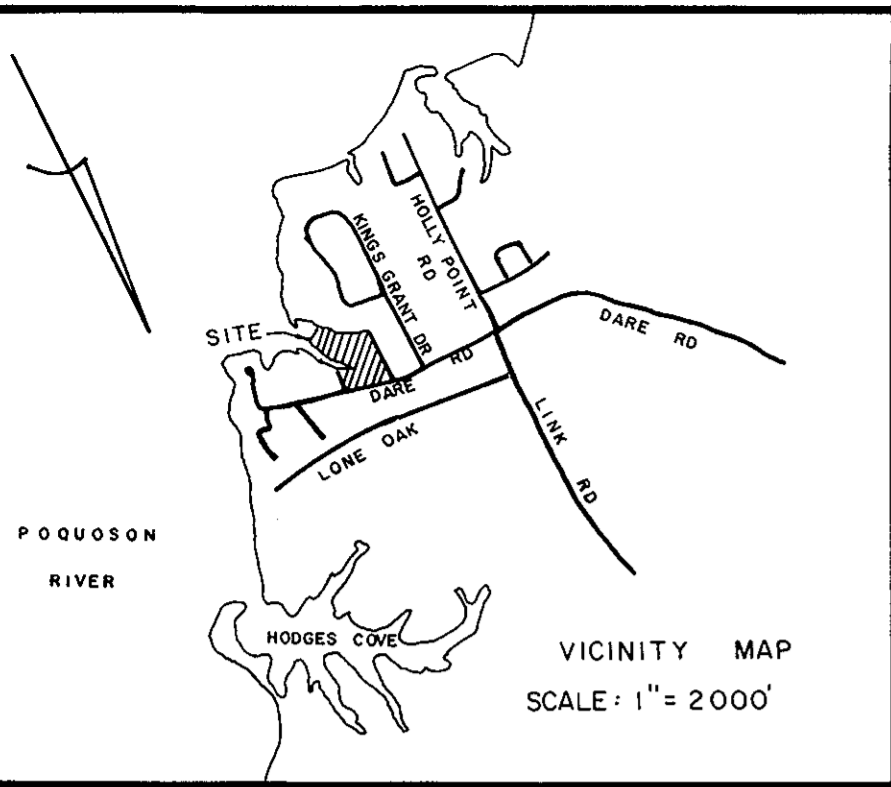 HOLLY POINT
RD
KINGS GRANT DR
SITE
DARE RD
DARE RD
LONE OAK
LINK RD
POQUOSON
RIVER
HODGES COVE
VICINITY MAP
SCALE: 1" = 2000'